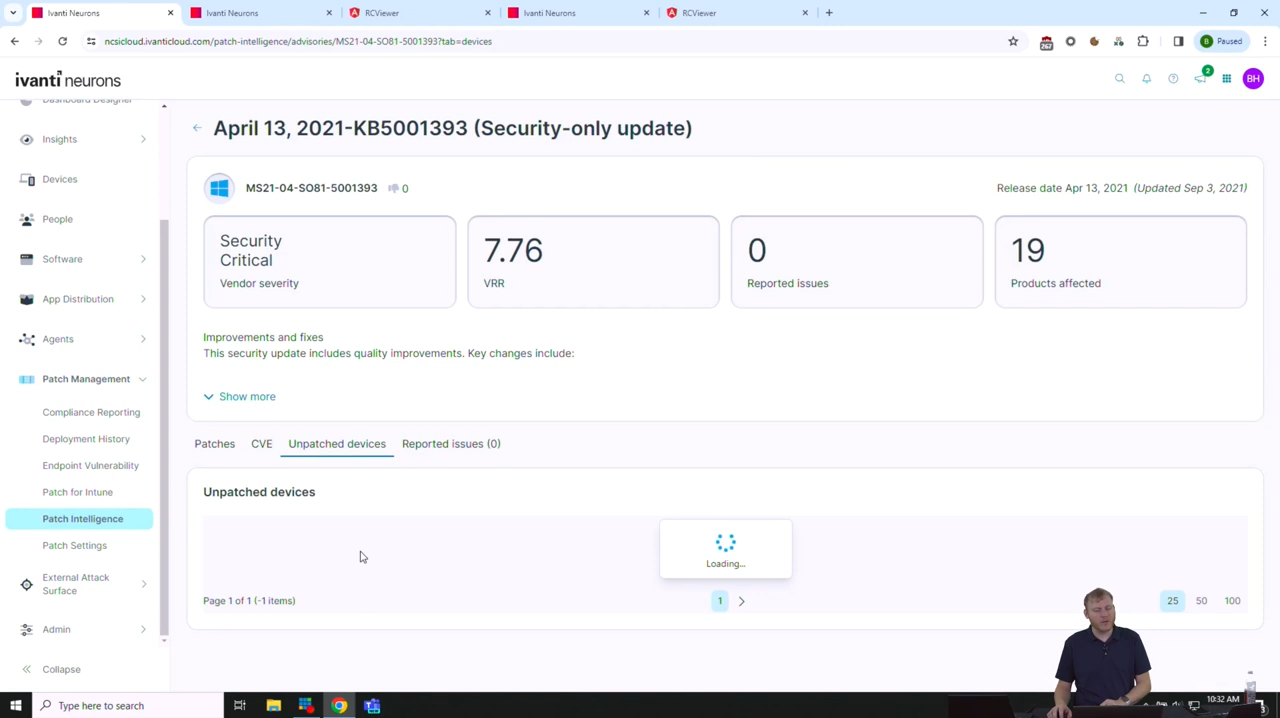 Ivanti Neurons
Ivanti Neurons
RCViewer
Ivanti Neurons
RCViewer
ncsicloud.ivanticloud.com/patch-intelligence/advisories/MS21-04-SO81-5001393?tab=devices
267
B
Paused
ivanti neurons
2
BH
Dashboard Designer
Insights
Devices
People
Software
App Distribution
Agents
Patch Management
Compliance Reporting
Deployment History
Endpoint Vulnerability
Patch for Intune
Patch Intelligence
Patch Settings
External Attack
Surface
Admin
Collapse
April 13, 2021-KB5001393 (Security-only update)
MS21-04-SO81-5001393
0
Release date Apr 13, 2021 (Updated Sep 3, 2021)
Security
Critical
Vendor severity
7.76
VRR
0
Reported issues
19
Products affected
Improvements and fixes
This security update includes quality improvements. Key changes include:
Show more
Patches
CVE
Unpatched devices
Reported issues (0)
Unpatched devices
Loading...
Page 1 of 1 (-1 items)
1
25
50
100
Type here to search
10:32 AM
3